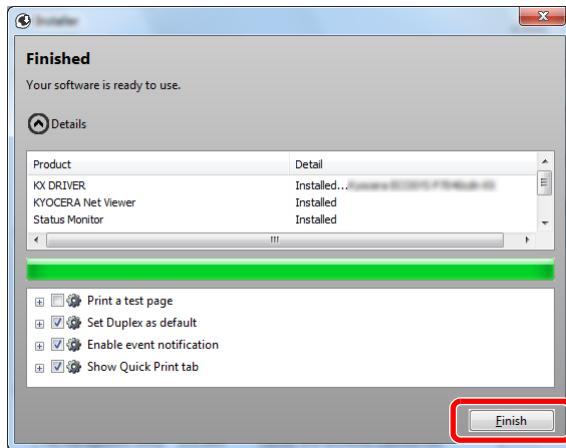 Installer
Finished
Your software is ready to use.
Details
Product Detail
KX DRIVER Installed...
KYOCERA Net Viewer Installed
Status Monitor Installed
Print a test page
Set Duplex as default
Enable event notification
Show Quick Print tab
Finish